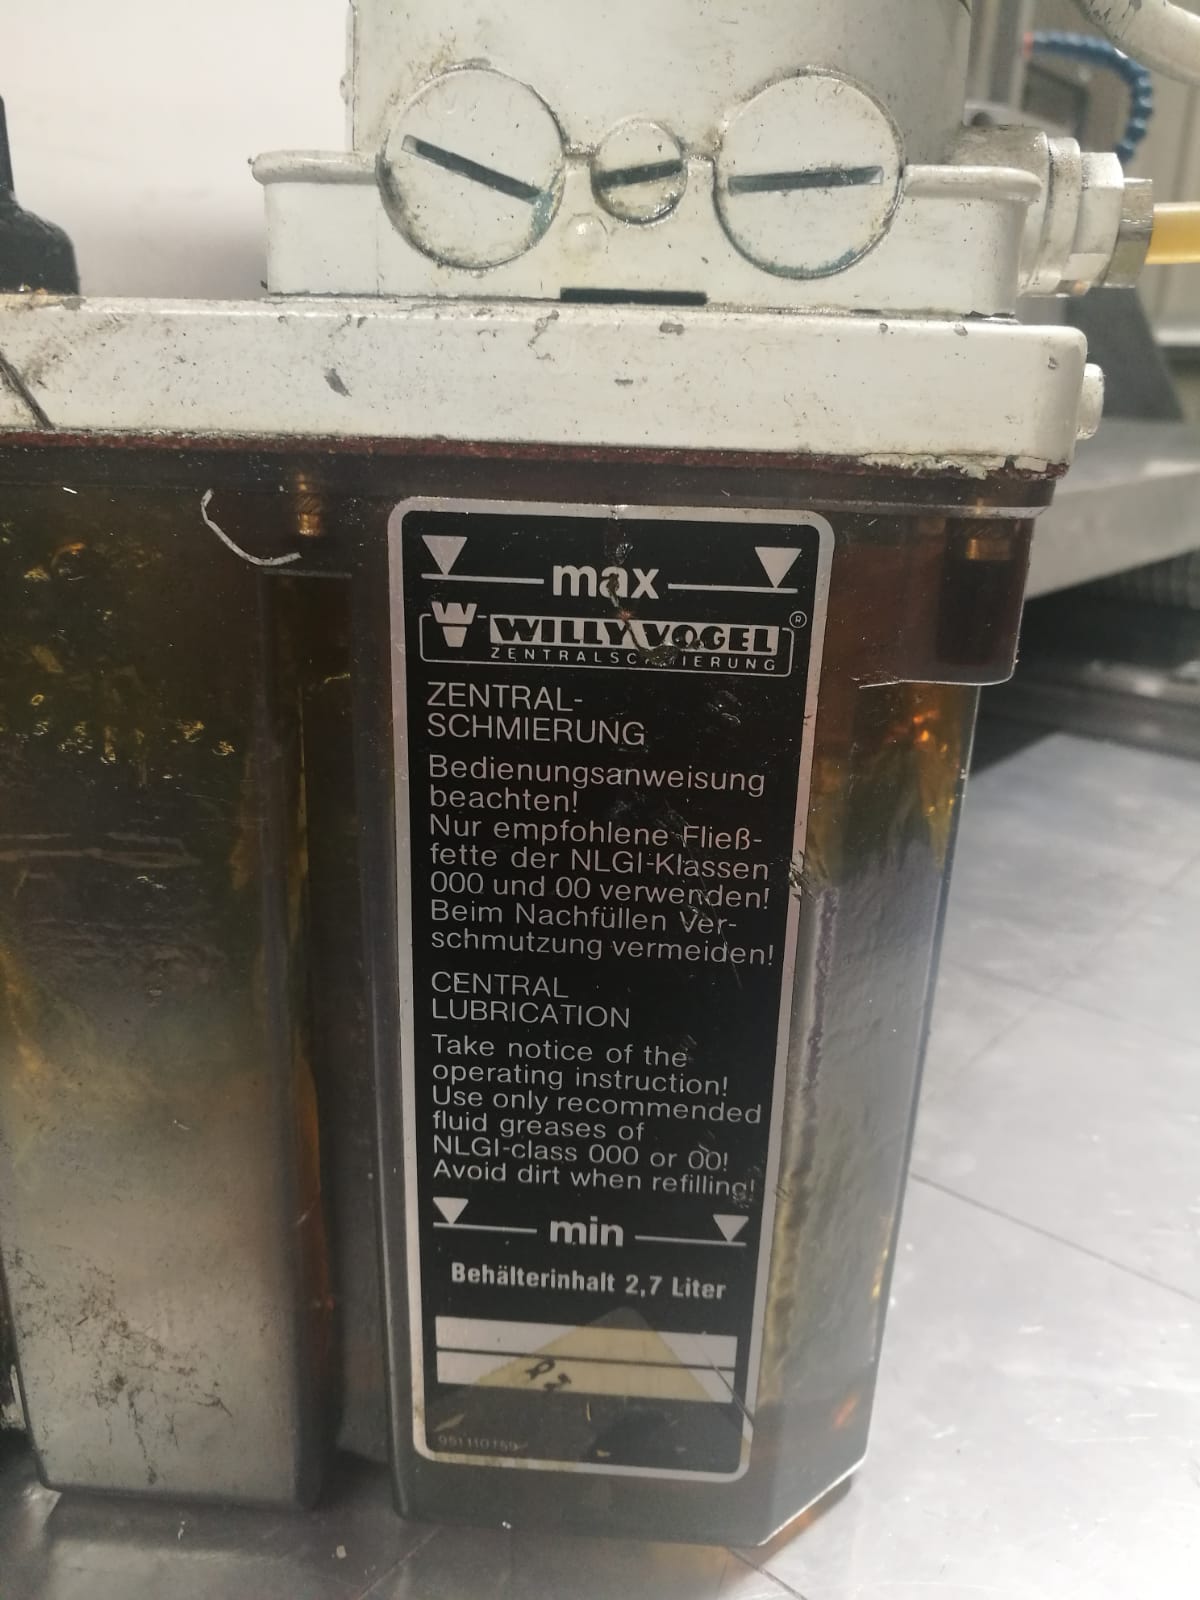 max
WILLY VOGEL ®
ZENTRALSCHMIERUNG
ZENTRAL-
SCHMIERUNG
Bedienungsanweisung
beachten!
Nur empfohlene Fließ-
fette der NLGI-Klassen
000 und 00 verwenden!
Beim Nachfüllen Ver-
schmutzung vermeiden!
CENTRAL
LUBRICATION
Take notice of the
operating instruction!
Use only recommended
fluid greases of
NLGI-class 000 or 00!
Avoid dirt when refilling!
min
Behälterinhalt 2,7 Liter
951110159